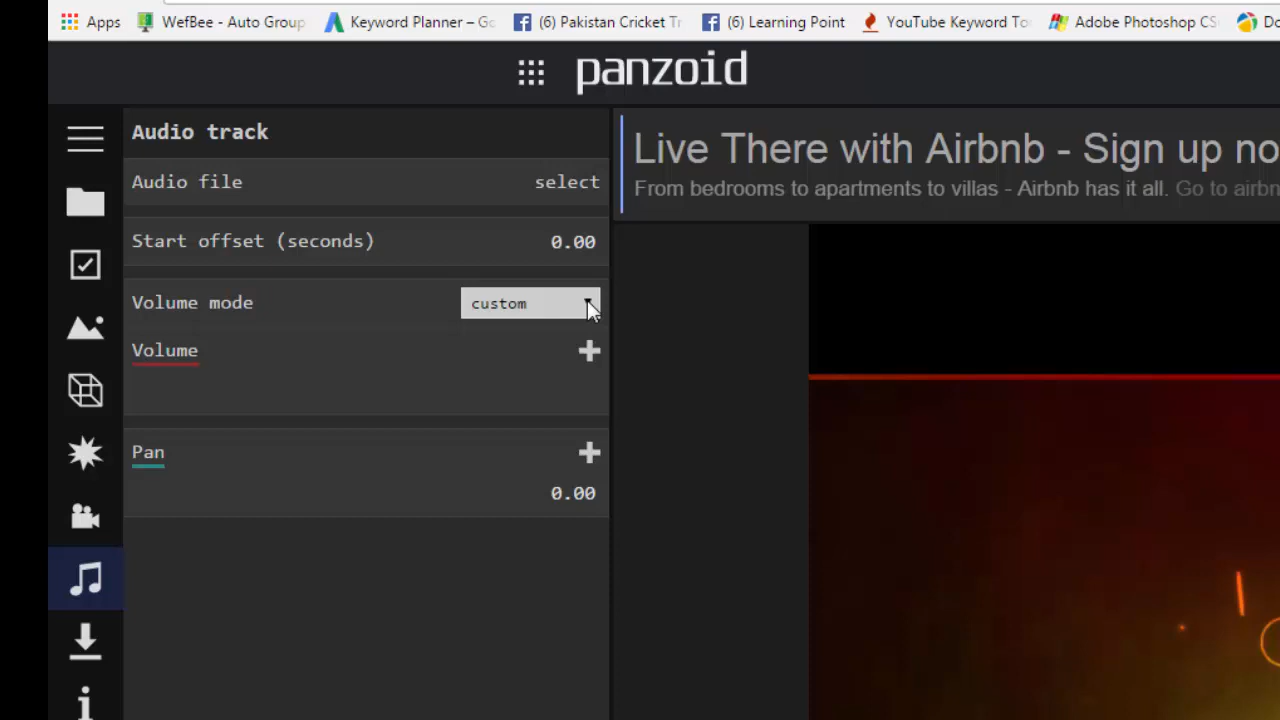 Apps WefBee - Auto Group Keyword Planner – Go (6) Pakistan Cricket Tr (6) Learning Point YouTube Keyword To Adobe Photoshop CS Do
panzoid
Audio track
Live There with Airbnb - Sign up no
Audio file select
From bedrooms to apartments to villas - Airbnb has it all. Go to airbn
Start offset (seconds) 0.00
Volume mode custom
Volume
Pan
0.00